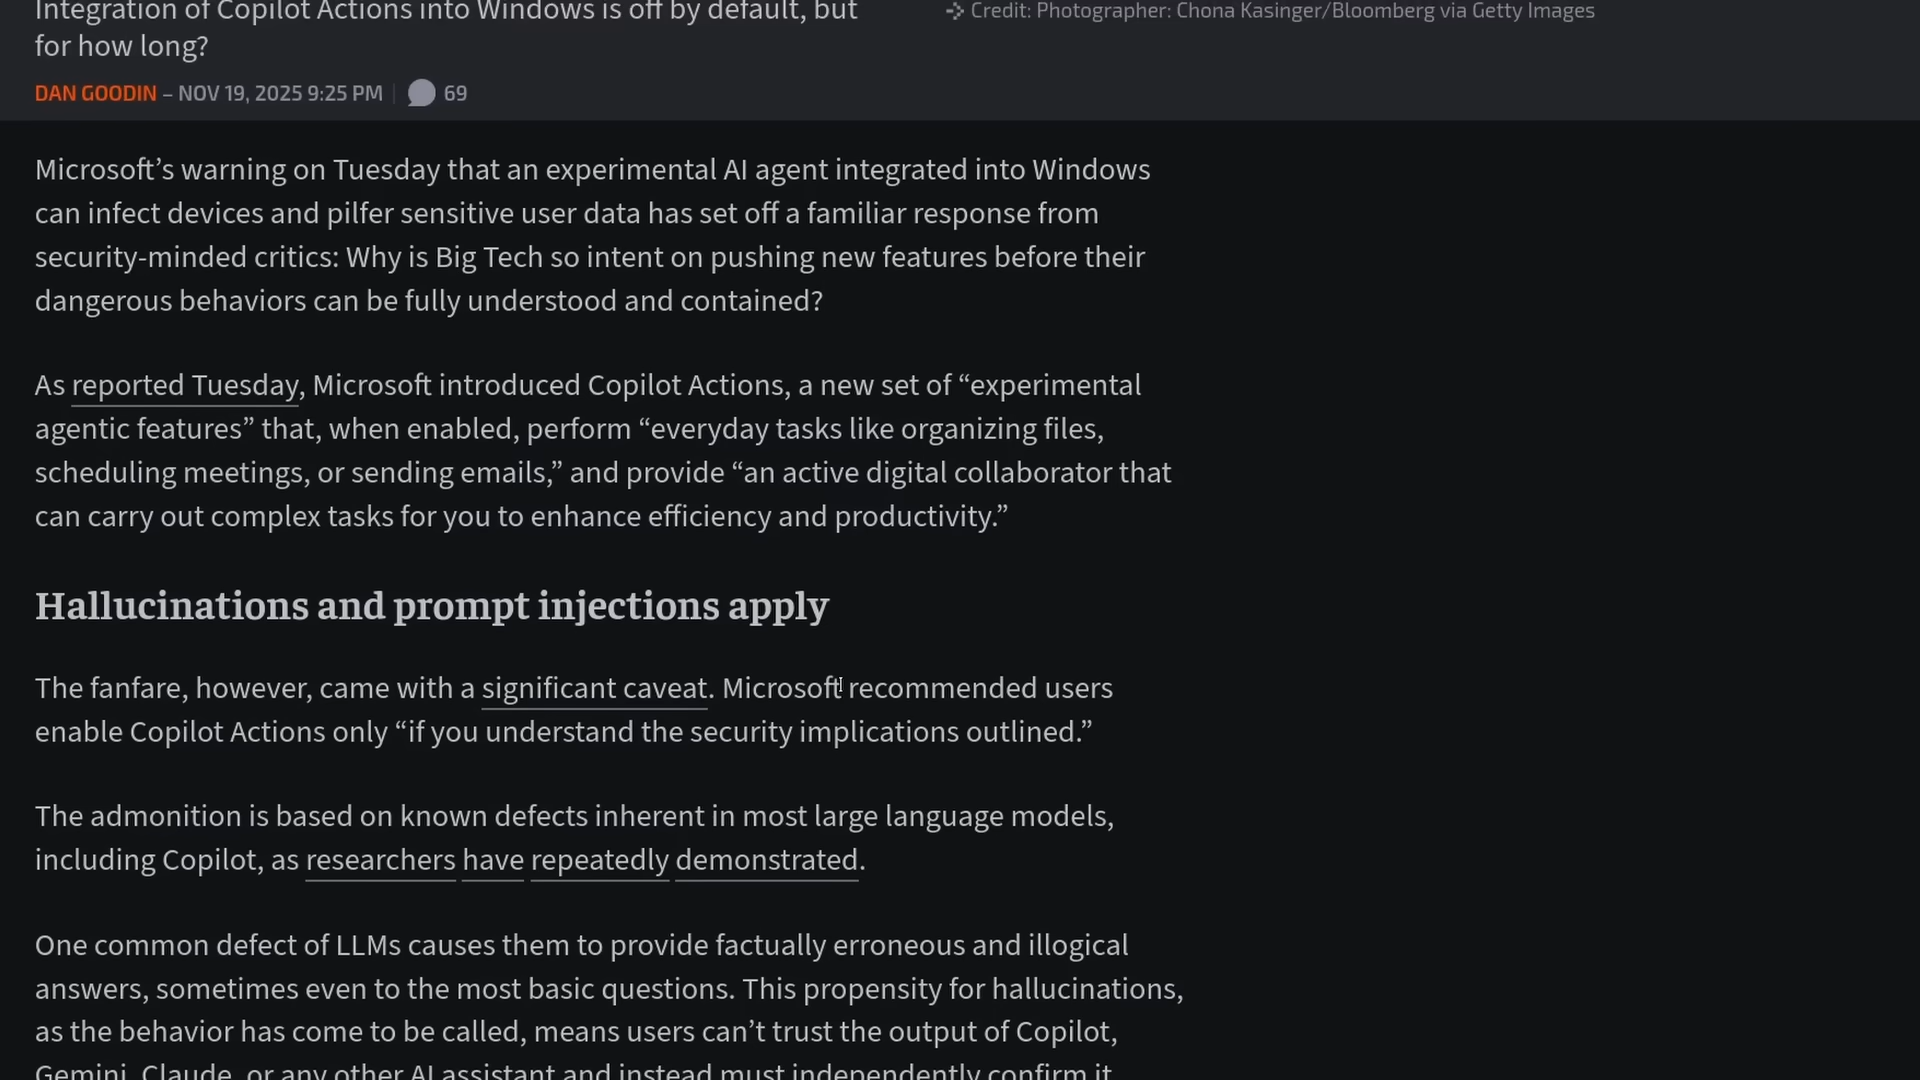 Integration of Copilot Actions into Windows is off by default, but
for how long?
Credit: Photographer: Chona Kasinger/Bloomberg via Getty Images
DAN GOODIN – NOV 19, 2025 9:25 PM | 69
Microsoft’s warning on Tuesday that an experimental AI agent integrated into Windows
can infect devices and pilfer sensitive user data has set off a familiar response from
security-minded critics: Why is Big Tech so intent on pushing new features before their
dangerous behaviors can be fully understood and contained?
As reported Tuesday, Microsoft introduced Copilot Actions, a new set of “experimental
agentic features” that, when enabled, perform “everyday tasks like organizing files,
scheduling meetings, or sending emails,” and provide “an active digital collaborator that
can carry out complex tasks for you to enhance efficiency and productivity.”
Hallucinations and prompt injections apply
The fanfare, however, came with a significant caveat. Microsoft recommended users
enable Copilot Actions only “if you understand the security implications outlined.”
The admonition is based on known defects inherent in most large language models,
including Copilot, as researchers have repeatedly demonstrated.
One common defect of LLMs causes them to provide factually erroneous and illogical
answers, sometimes even to the most basic questions. This propensity for hallucinations,
as the behavior has come to be called, means users can’t trust the output of Copilot,
Gemini, Claude, or any other AI assistant and instead must independently confirm it